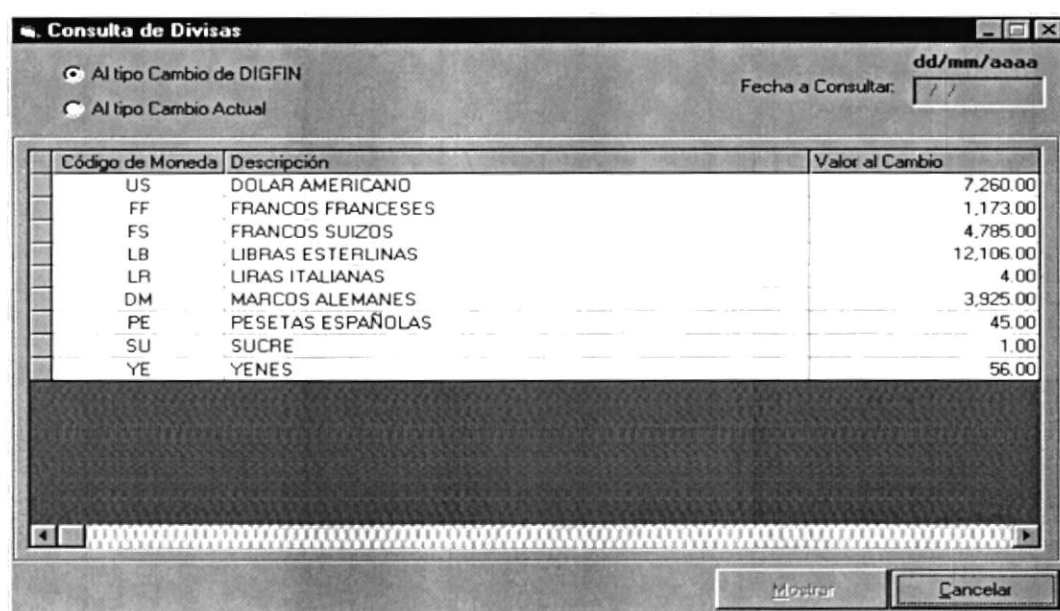 Consulta de Divisas
Al tipo Cambio de DIGFIN
Al tipo Cambio Actual
dd/mm/aaaa
Fecha a Consultar: / /
Código de Moneda Descripción Valor al Cambio
US DOLAR AMERICANO 7,260.00
FF FRANCOS FRANCESES 1,173.00
FS FRANCOS SUIZOS 4,785.00
LB LIBRAS ESTERLINAS 12,106.00
LR LIRAS ITALIANAS 4.00
DM MARCOS ALEMANES 3,925.00
PE PESETAS ESPAÑOLAS 45.00
SU SUCRE 1.00
YE YENES 56.00
Mostrar Cancelar